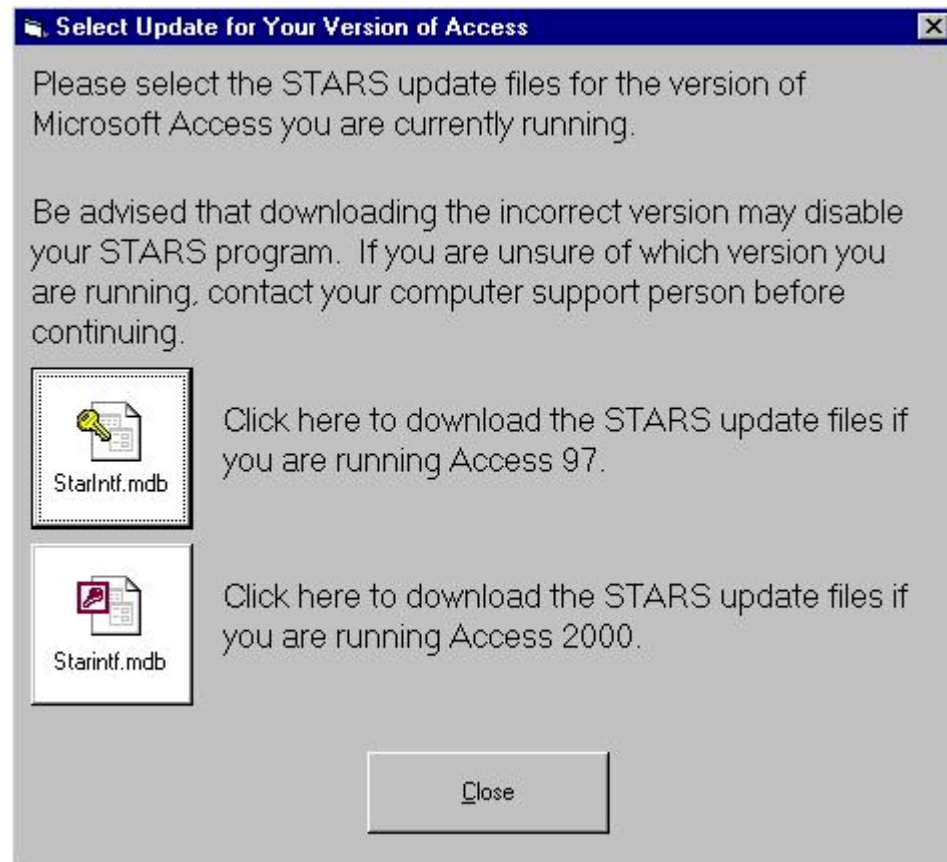 Select Update for Your Version of Access
Please select the STARS update files for the version of
Microsoft Access you are currently running.
Be advised that downloading the incorrect version may disable
your STARS program.  If you are unsure of which version you
are running, contact your computer support person before
continuing.
StarIntf.mdb
Click here to download the STARS update files if
you are running Access 97.
Starintf.mdb
Click here to download the STARS update files if
you are running Access 2000.
Close